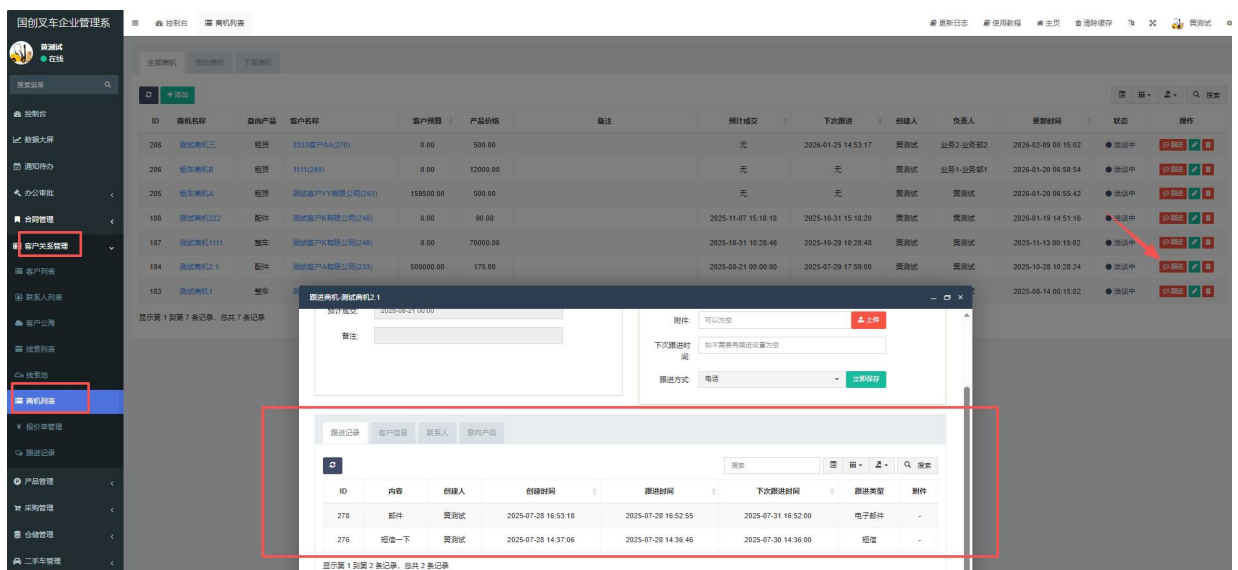 国创叉车企业管理系
控制台
商机列表
更新日志
使用教程
主页
清除缓存
黄测试
黄测试
在线
搜索菜单
控制台
数据大屏
通知待办
办公审批
合同管理
客户关系管理
客户列表
联系人列表
客户公海
线索列表
线索池
商机列表
报价单管理
跟进记录
产品管理
采购管理
仓储管理
二手车管理
全部商机 我的商机 下属商机
添加
搜索
ID 商机名称 意向产品 客户名称 客户预算 产品价格 备注 预计成交 下次跟进 创建人 负责人 更新时间 状态 操作
208 测试商机三 租赁 3333客户AA(270) 0.00 500.00 无 2026-01-25 14:53:17 黄测试 业务2-业务部2 2026-02-09 00:15:02 洽谈中 跟进
206 租车商机B 租赁 1111(249) 0.00 12000.00 无 无 黄测试 业务1-业务部1 2026-01-20 06:58:54 洽谈中 跟进
205 租车商机A 租赁 测试客户YY有限公司(261) 159500.00 500.00 无 无 黄测试 黄测试 2026-01-20 06:55:42 洽谈中 跟进
188 测试商机222 配件 测试客户K有限公司(248) 0.00 90.00 2025-11-07 15:18:18 2025-10-31 15:18:20 黄测试 黄测试 2026-01-19 14:51:16 洽谈中 跟进
187 测试商机1111 整车 测试客户K有限公司(248) 0.00 70000.00 2025-10-31 10:28:46 2025-10-29 10:28:48 黄测试 黄测试 2025-11-13 00:15:02 洽谈中 跟进
184 测试商机2.1 配件 测试客户A有限公司(233) 500000.00 175.00 2025-08-21 00:00:00 2025-07-29 17:59:00 黄测试 黄测试 2025-10-28 10:28:24 洽谈中 跟进
183 测试商机1 整车 2025-08-14 00:15:02 洽谈中 跟进
显示第 1 到第 7 条记录，总共 7 条记录
跟进商机-测试商机2.1
预计成交: 2025-08-21 00:00
备注:
附件: 可以为空 上传
下次跟进时间: 如不需要再跟进设置为空
跟进方式: 电话 立即保存
跟进记录 客户信息 联系人 意向产品
搜索 搜索
ID 内容 创建人 创建时间 跟进时间 下次跟进时间 跟进类型 附件
278 邮件 黄测试 2025-07-28 16:53:18 2025-07-28 16:52:55 2025-07-31 16:52:00 电子邮件 -
276 短信一下 黄测试 2025-07-28 14:37:06 2025-07-28 14:36:46 2025-07-30 14:36:00 短信 -
显示第 1 到第 2 条记录，总共 2 条记录